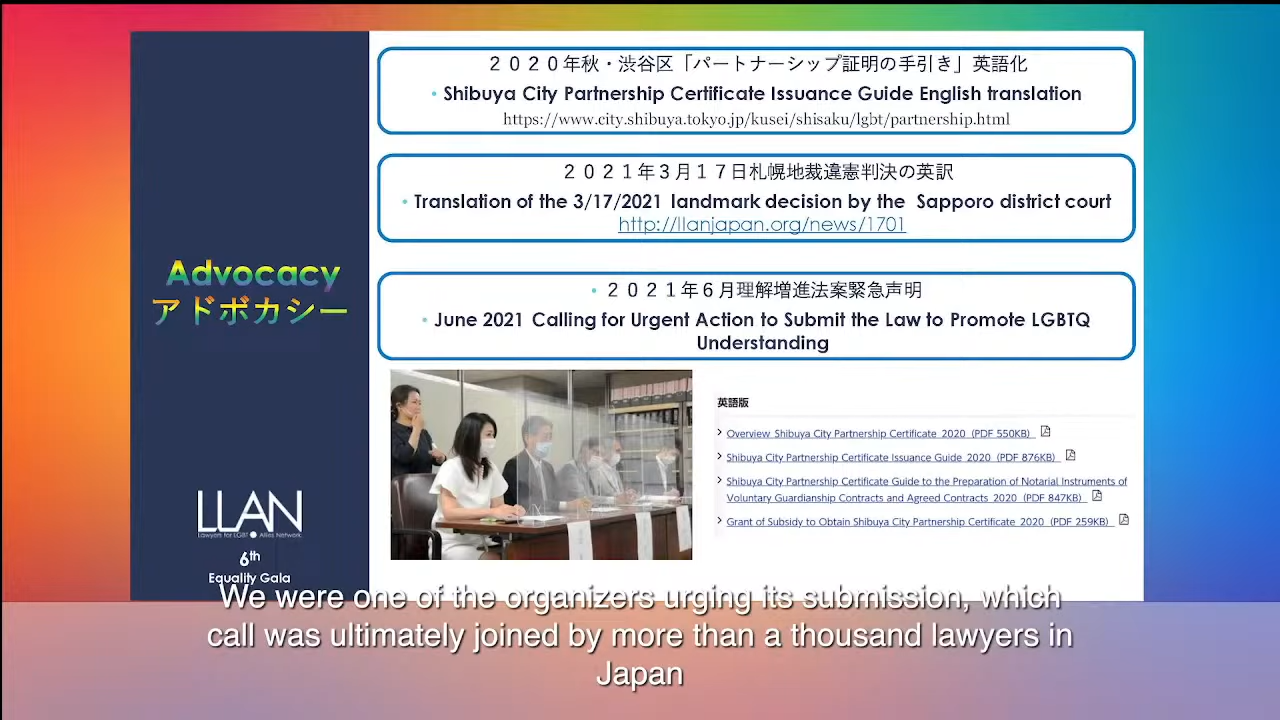 ２０２０年秋・渋谷区「パートナーシップ証明の手引き」英語化
• Shibuya City Partnership Certificate Issuance Guide English translation
https://www.city.shibuya.tokyo.jp/kusei/shisaku/lgbt/partnership.html
２０２１年３月１７日札幌地裁違憲判決の英訳
• Translation of the 3/17/2021 landmark decision by the Sapporo district court
http://llanjapan.org/news/1701
Advocacy
アドボカシー
• ２０２１年６月理解増進法案緊急声明
• June 2021 Calling for Urgent Action to Submit the Law to Promote LGBTQ
Understanding
英語版
Overview Shibuya City Partnership Certificate 2020 (PDF 550KB)
Shibuya City Partnership Certificate Issuance Guide 2020 (PDF 876KB)
Shibuya City Partnership Certificate Guide to the Preparation of Notarial Instruments of
Voluntary Guardianship Contracts and Agreed Contracts 2020 (PDF 847KB)
Grant of Subsidy to Obtain Shibuya City Partnership Certificate 2020 (PDF 259KB)
LLAN
Lawyers for LGBT & Allies Network
6th
Equality Gala
We were one of the organizers urging its submission, which
call was ultimately joined by more than a thousand lawyers in
Japan